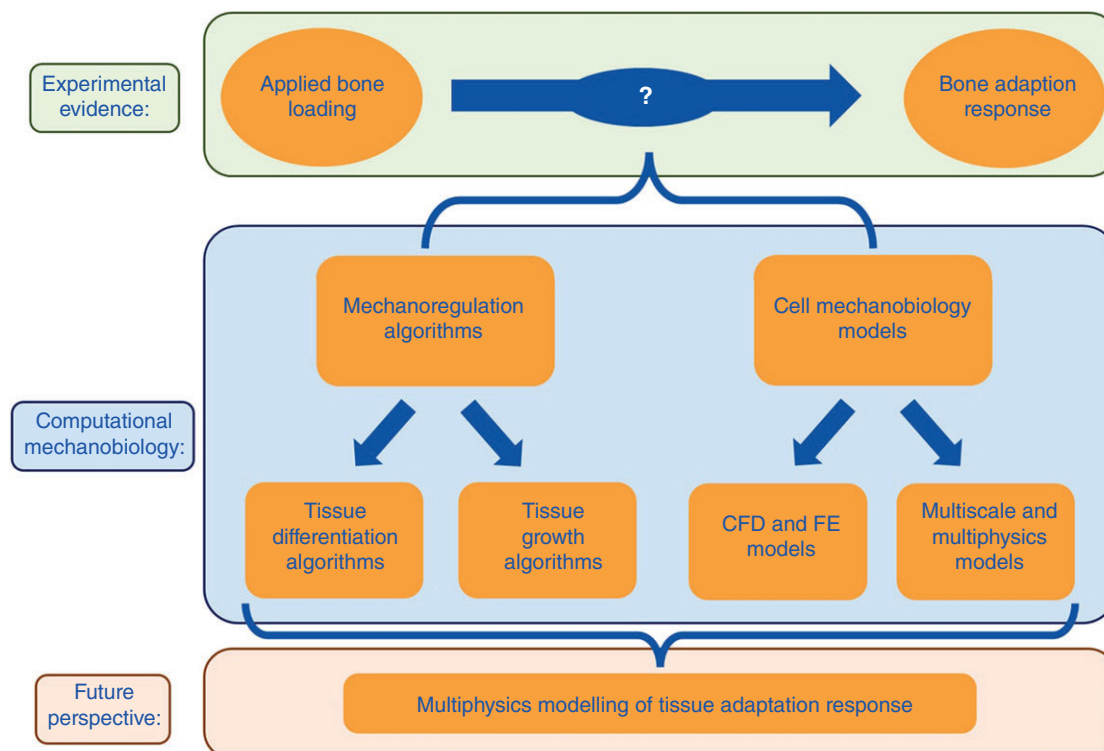 Experimental
evidence:
Applied bone
loading
?
Bone adaption
response
Computational
mechanobiology:
Mechanoregulation
algorithms
Cell mechanobiology
models
Tissue
differentiation
algorithms
Tissue
growth
algorithms
CFD and FE
models
Multiscale and
multiphysics
models
Future
perspective:
Multiphysics modelling of tissue adaptation response